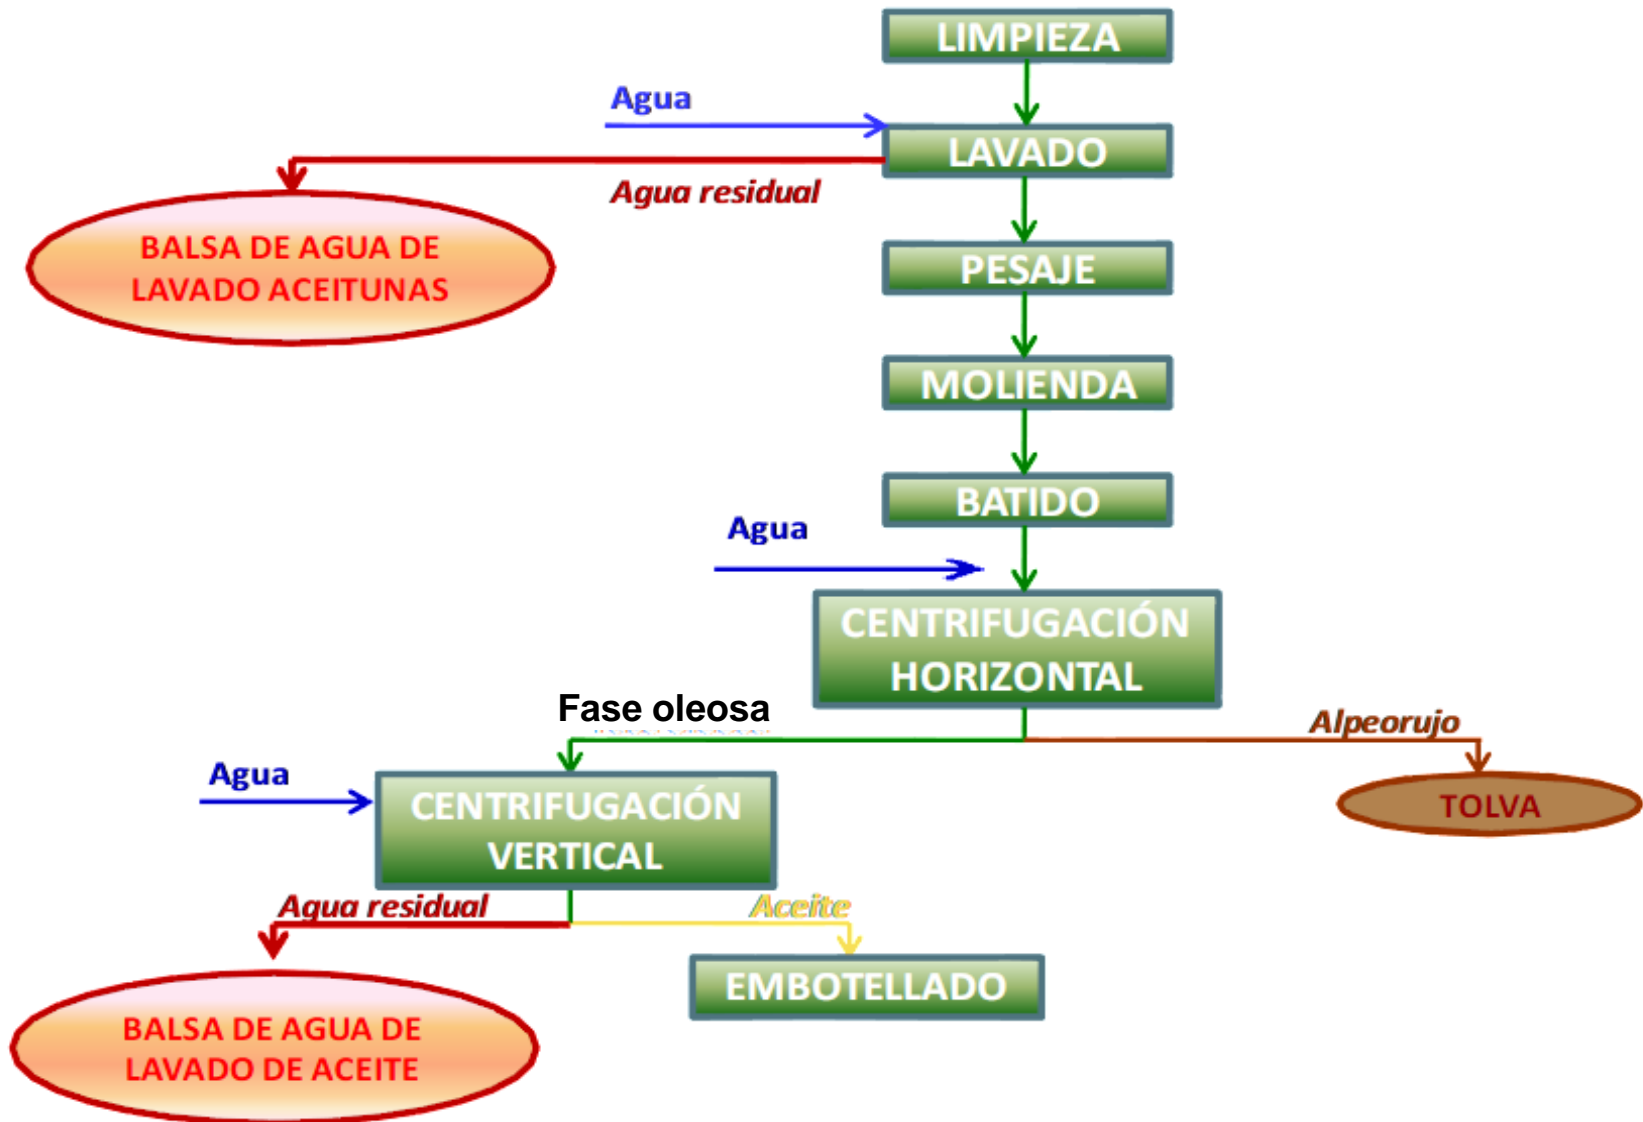 LIMPIEZA
Agua
LAVADO
Agua residual
BALSA DE AGUA DE
LAVADO ACEITUNAS
PESAJE
MOLIENDA
BATIDO
Agua
CENTRIFUGACIÓN
HORIZONTAL
Fase oleosa
Alpeorujo
Agua
CENTRIFUGACIÓN
VERTICAL
TOLVA
Agua residual
Aceite
EMBOTELLADO
BALSA DE AGUA DE
LAVADO DE ACEITE